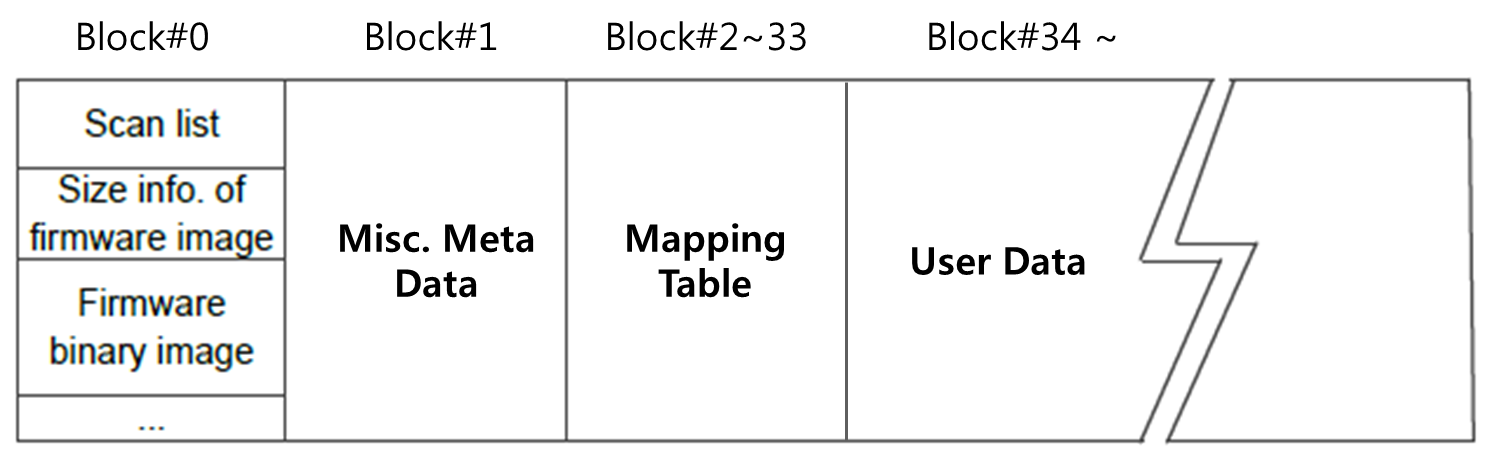 Block#0
Block#1
Block#2~33
Block#34 ~
Scan list
Size info. of
firmware image
Firmware
binary image
...
Misc. Meta
Data
Mapping
Table
User Data